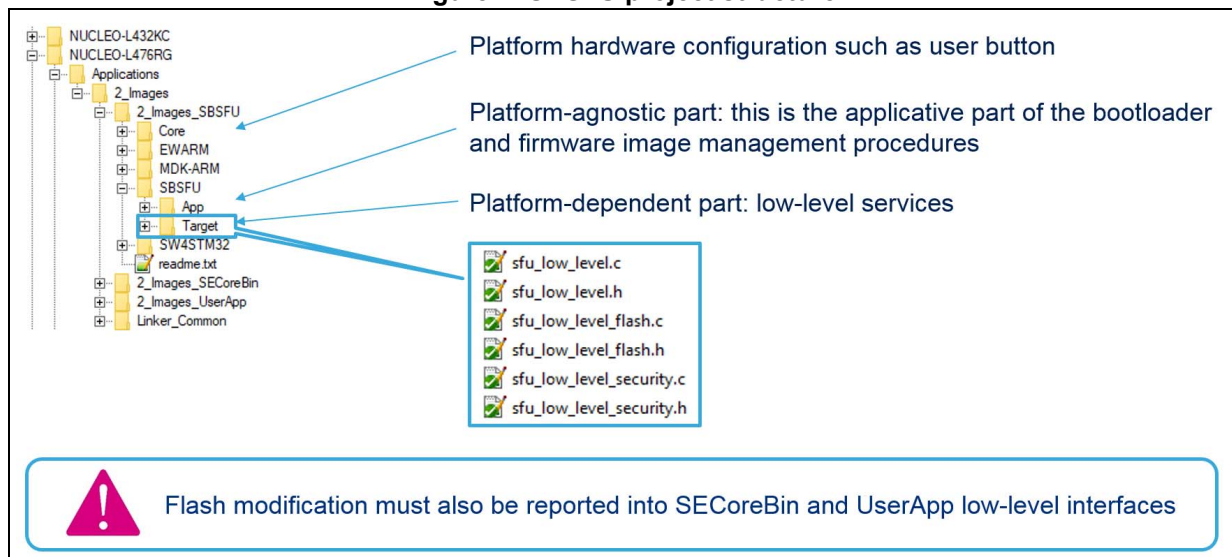 NUCLEO-L432KC
NUCLEO-L476RG
Applications
2_Images
2_Images_SBSFU
Core
EWARM
MDK-ARM
SBSFU
App
Target
SW4STM32
readme.txt
2_Images_SECoreBin
2_Images_UserApp
Linker_Common
Platform hardware configuration such as user button
Platform-agnostic part: this is the applicative part of the bootloader
and firmware image management procedures
Platform-dependent part: low-level services
sfu_low_level.c
sfu_low_level.h
sfu_low_level_flash.c
sfu_low_level_flash.h
sfu_low_level_security.c
sfu_low_level_security.h
Flash modification must also be reported into SECoreBin and UserApp low-level interfaces